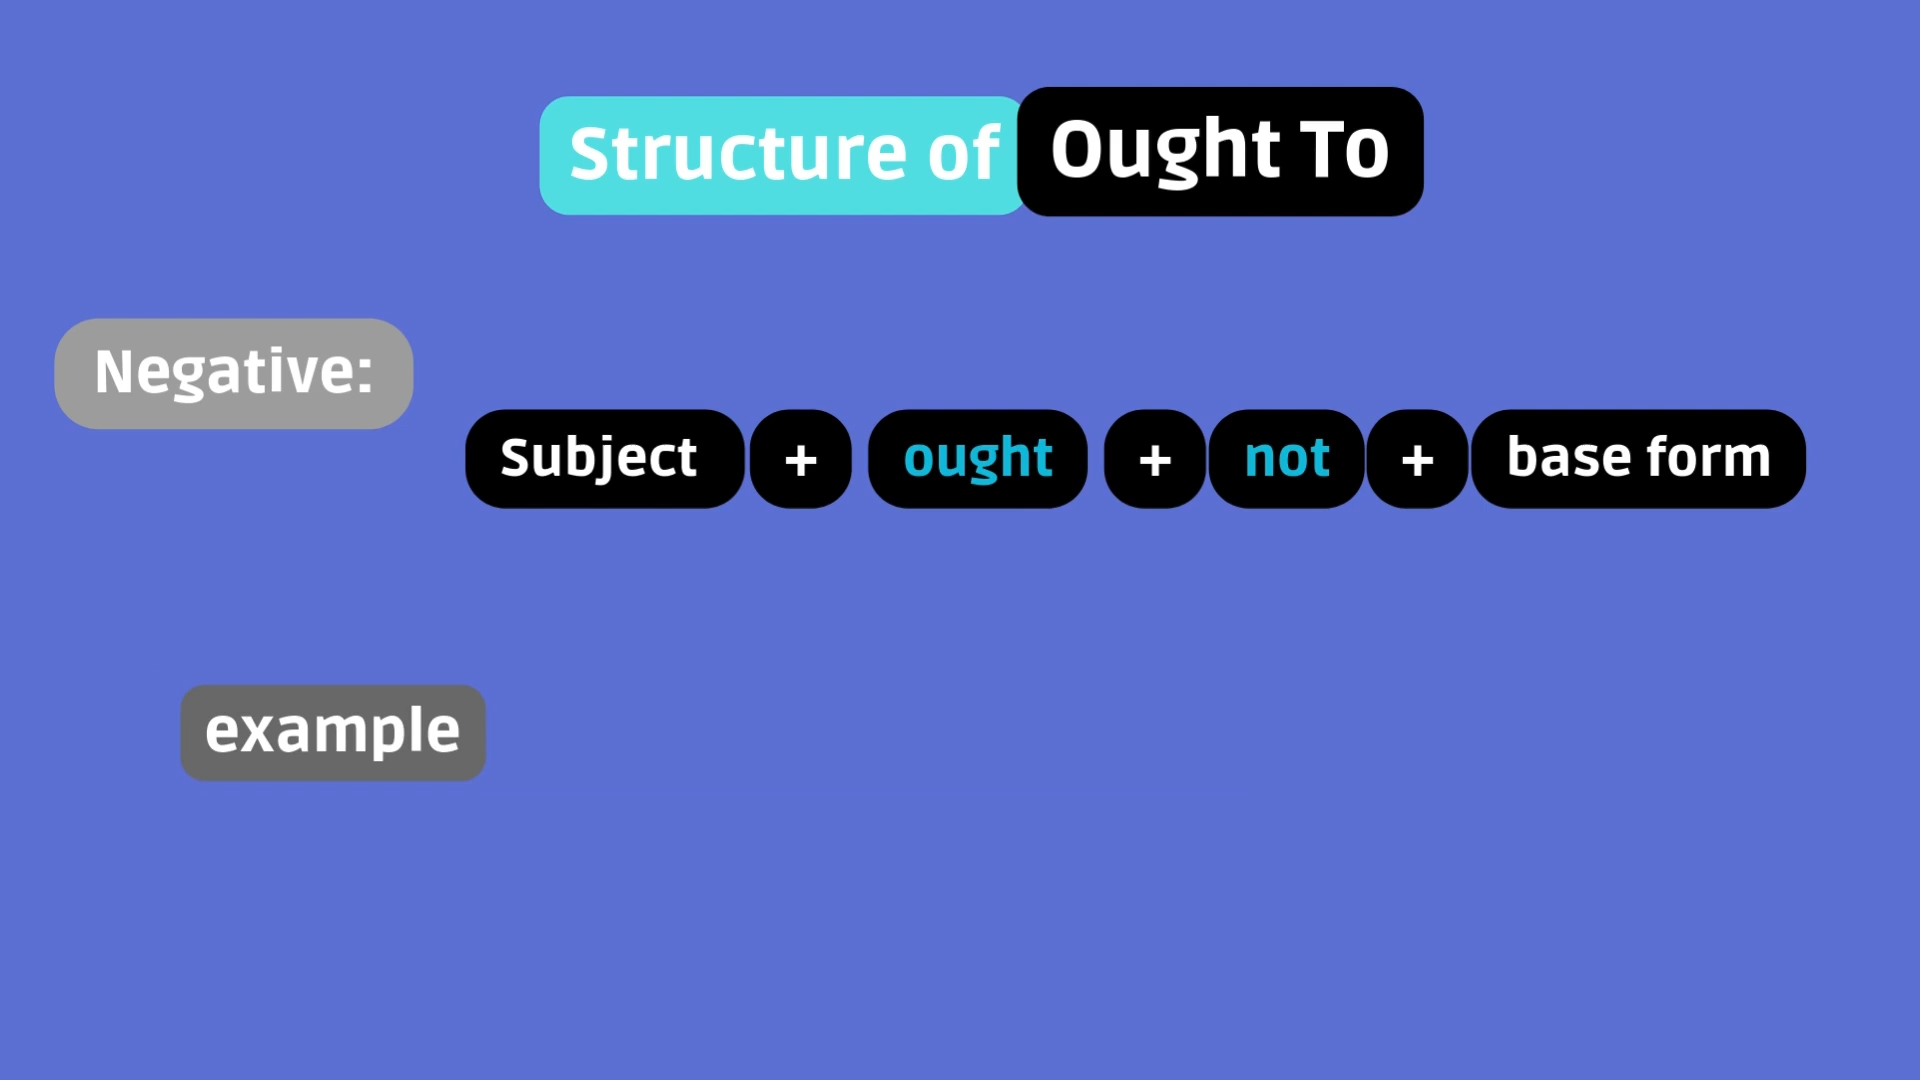 Structure of Ought To
Negative:
Subject + ought + not + base form
example